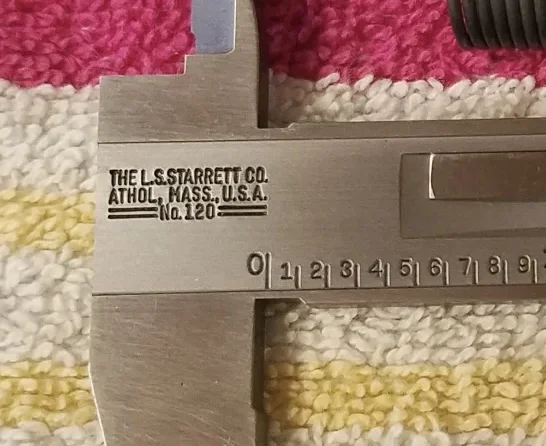 THE L.S.STARRETT CO.
ATHOL, MASS., U.S.A.
No. 120
0 1 2 3 4 5 6 7 8 9